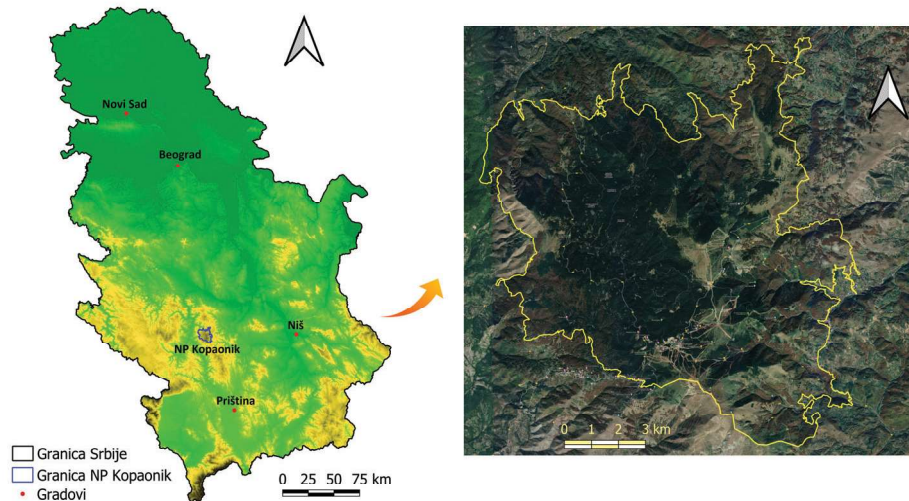 Novi Sad
Beograd
Niš
NP Kopaonik
Priština
Granica Srbije
Granica NP Kopaonik
Gradovi
0 25 50 75 km
0 1 2 3 km